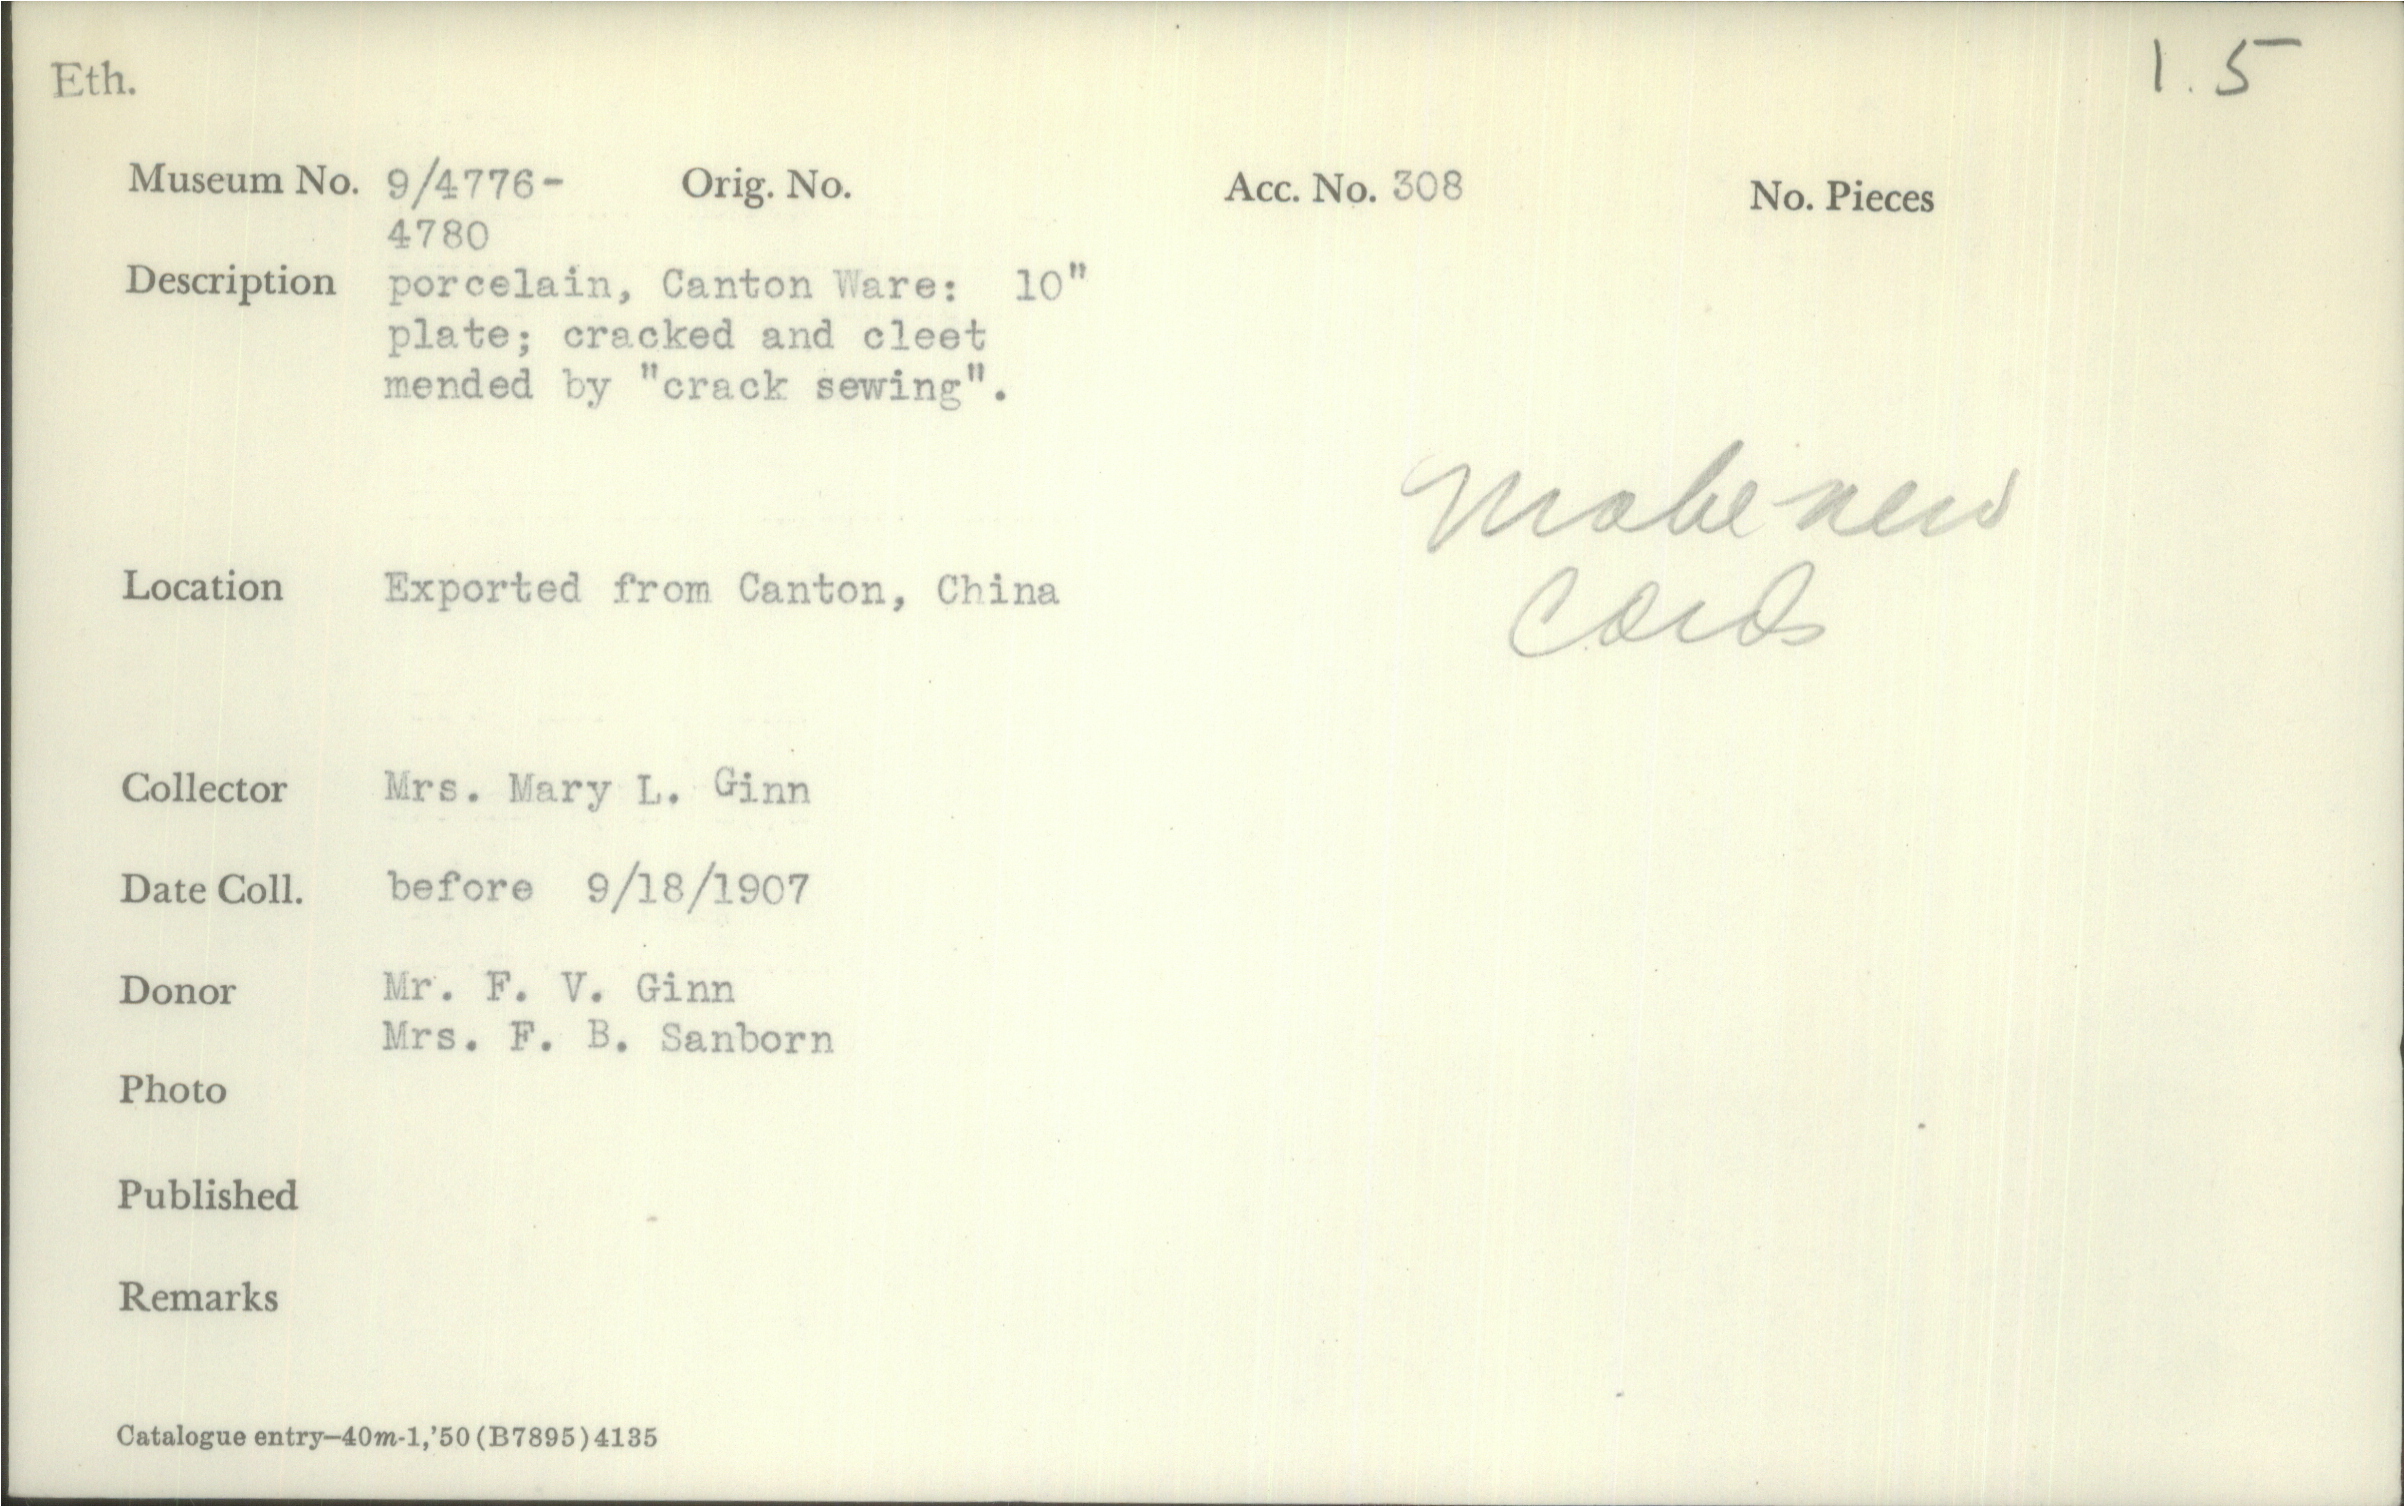 Eth.
1.5
Museum No. 9/4776- Orig. No. Acc. No. 308 No. Pieces
4780
Description porcelain, Canton Ware: 10"
plate; cracked and cleet
mended by "crack sewing".
Make new
Cards
Location Exported from Canton, China
Collector Mrs. Mary L. Ginn
Date Coll. before 9/18/1907
Donor Mr. F. V. Ginn
Mrs. F. B. Sanborn
Photo
Published
Remarks
Catalogue entry—40m-1,'50(B7895)4135